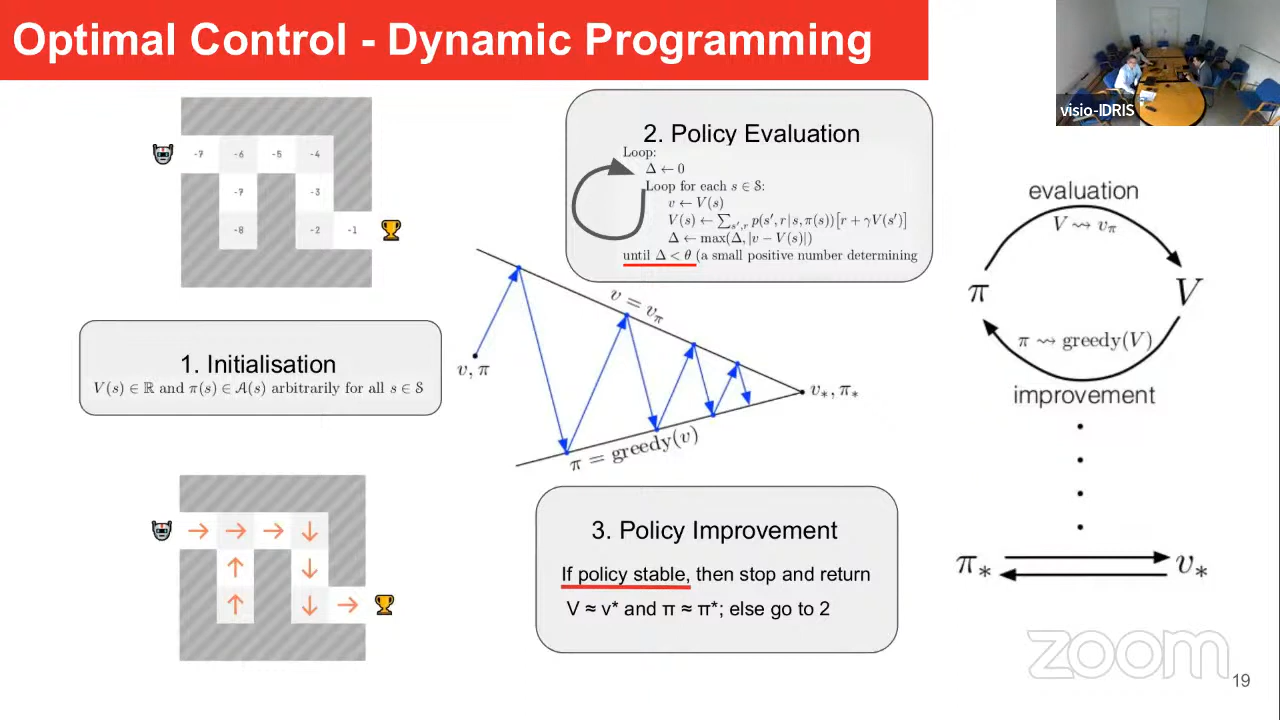 Optimal Control - Dynamic Programming
visio-IDRIS
-7 -6 -5 -4
-7 -3
-8 -2 -1
2. Policy Evaluation
Loop:
Δ ← 0
Loop for each s ∈ 𝒮:
v ← V(s)
V(s) ← ∑s′,r p(s′, r | s, π(s)) [r + γV(s′)]
Δ ← max(Δ, |v − V(s)|)
until Δ < θ (a small positive number determining
1. Initialisation
V(s) ∈ ℝ and π(s) ∈ 𝒜(s) arbitrarily for all s ∈ 𝒮
v, π
v = vπ
π = greedy(v)
v*, π*
evaluation
V ⇝ vπ
π V
π ⇝ greedy(V)
improvement
π* v*
3. Policy Improvement
If policy stable, then stop and return
V ≈ v* and π ≈ π*; else go to 2
zoom
19